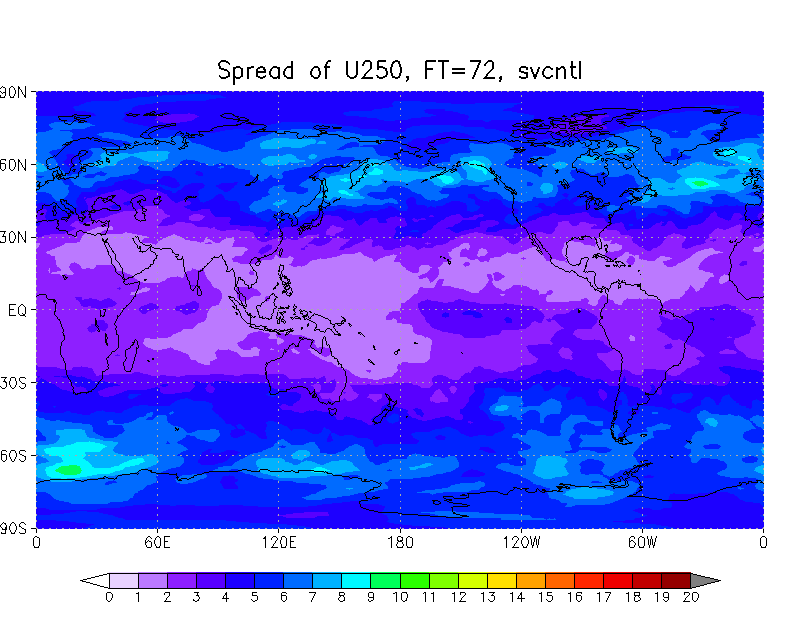 Spread of U250, FT=72, svcntl
90N
60N
30N
EQ
30S
60S
90S
0 60E 120E 180 120W 60W 0
0 1 2 3 4 5 6 7 8 9 10 11 12 13 14 15 16 17 18 19 20